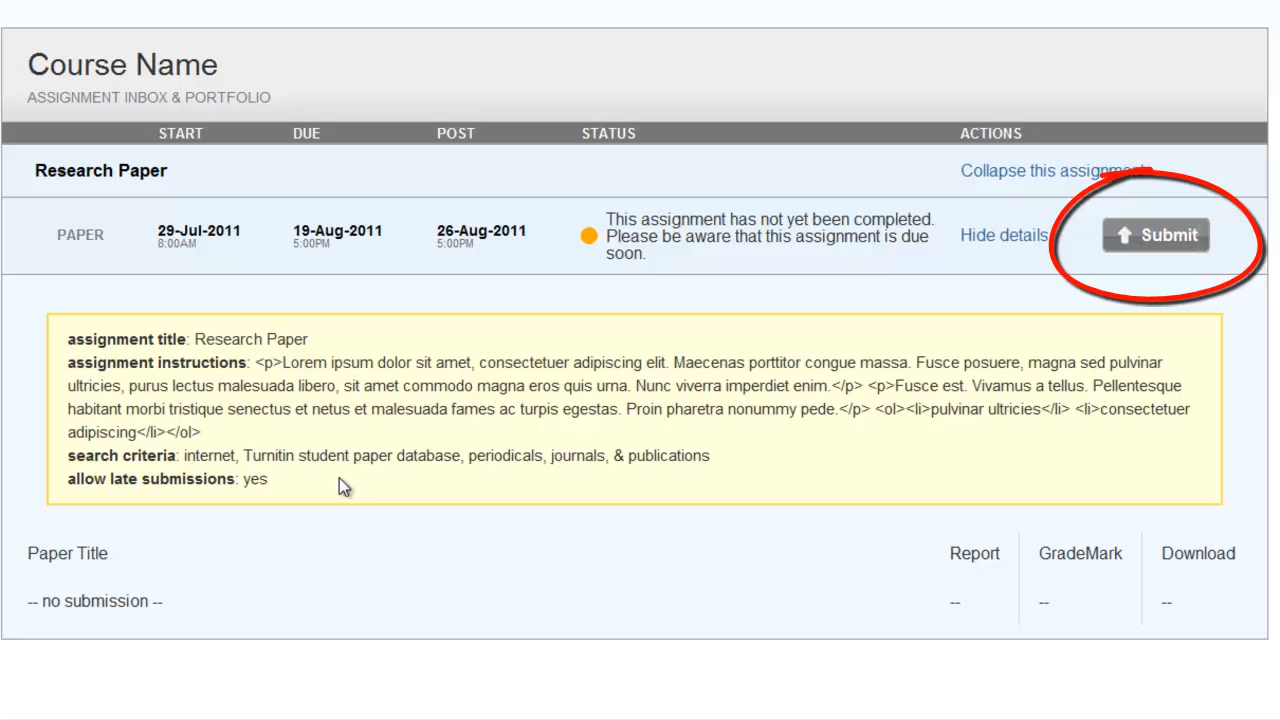 Course Name
ASSIGNMENT INBOX & PORTFOLIO
START DUE POST STATUS ACTIONS
Research Paper Collapse this assignment
PAPER 29-Jul-2011 8:00AM 19-Aug-2011 5:00PM 26-Aug-2011 5:00PM
This assignment has not yet been completed.
Please be aware that this assignment is due
soon.
Hide details Submit
assignment title: Research Paper
assignment instructions: <p>Lorem ipsum dolor sit amet, consectetuer adipiscing elit. Maecenas porttitor congue massa. Fusce posuere, magna sed pulvinar
ultricies, purus lectus malesuada libero, sit amet commodo magna eros quis urna. Nunc viverra imperdiet enim.</p> <p>Fusce est. Vivamus a tellus. Pellentesque
habitant morbi tristique senectus et netus et malesuada fames ac turpis egestas. Proin pharetra nonummy pede.</p> <ol><li>pulvinar ultricies</li> <li>consectetuer
adipiscing</li></ol>
search criteria: internet, Turnitin student paper database, periodicals, journals, & publications
allow late submissions: yes
Paper Title Report GradeMark Download
-- no submission -- -- -- --